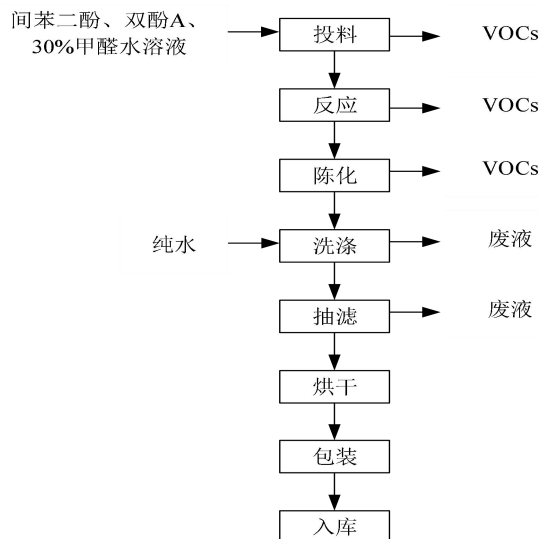 间苯二酚、双酚A、
30%甲醛水溶液
投料
VOCs
反应
VOCs
陈化
VOCs
纯水
洗涤
废液
抽滤
废液
烘干
包装
入库